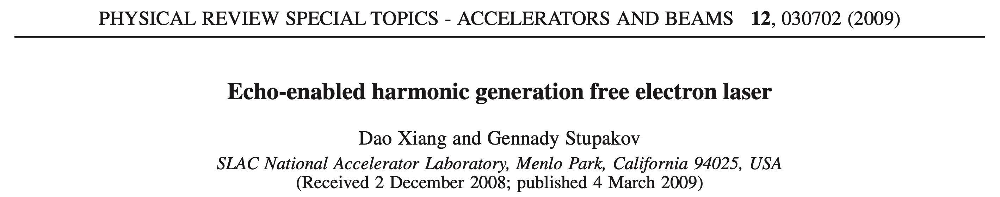 PHYSICAL REVIEW SPECIAL TOPICS - ACCELERATORS AND BEAMS 12, 030702 (2009)
Echo-enabled harmonic generation free electron laser
Dao Xiang and Gennady Stupakov
SLAC National Accelerator Laboratory, Menlo Park, California 94025, USA
(Received 2 December 2008; published 4 March 2009)